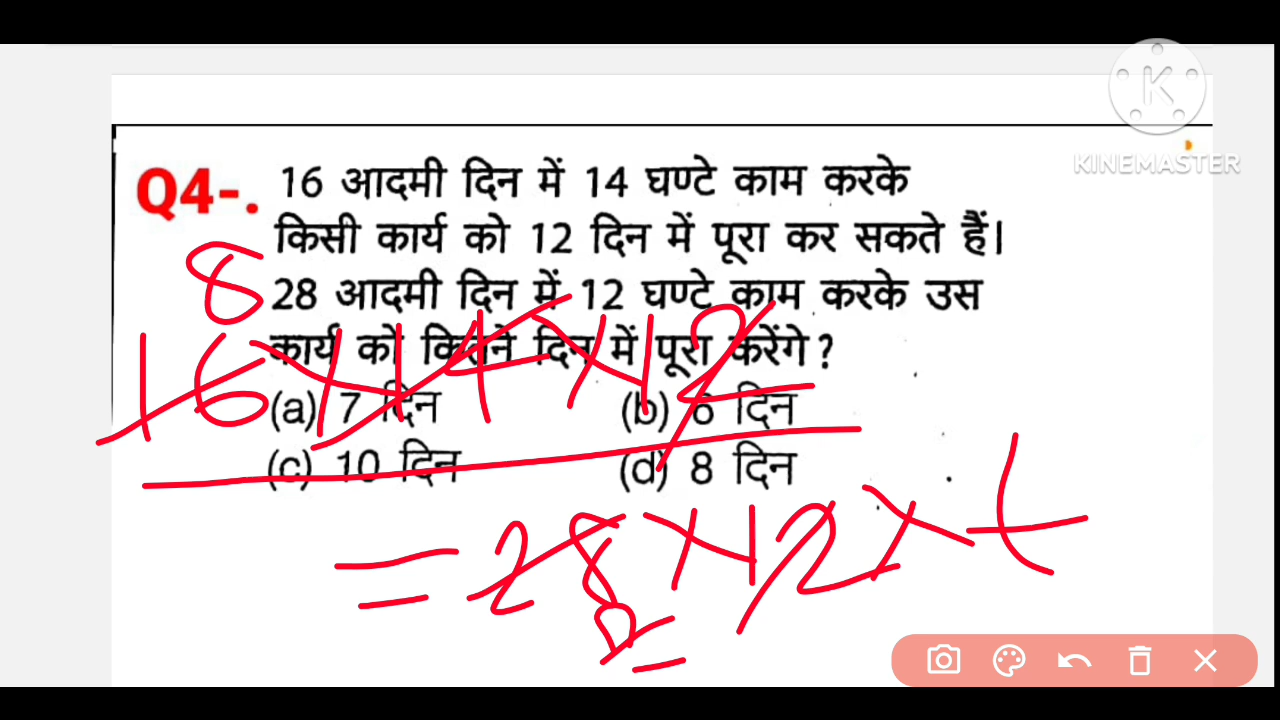 KINEMASTER
Q4-. 16 आदमी दिन में 14 घण्टे काम करके
किसी कार्य को 12 दिन में पूरा कर सकते हैं।
28 आदमी दिन में 12 घण्टे काम करके उस
कार्य को कितने दिन में पूरा करेंगे?
(a) 7 दिन (b) 6 दिन
(c) 10 दिन (d) 8 दिन
8
16 × 14 × 12
= 28 × 12 × t
2